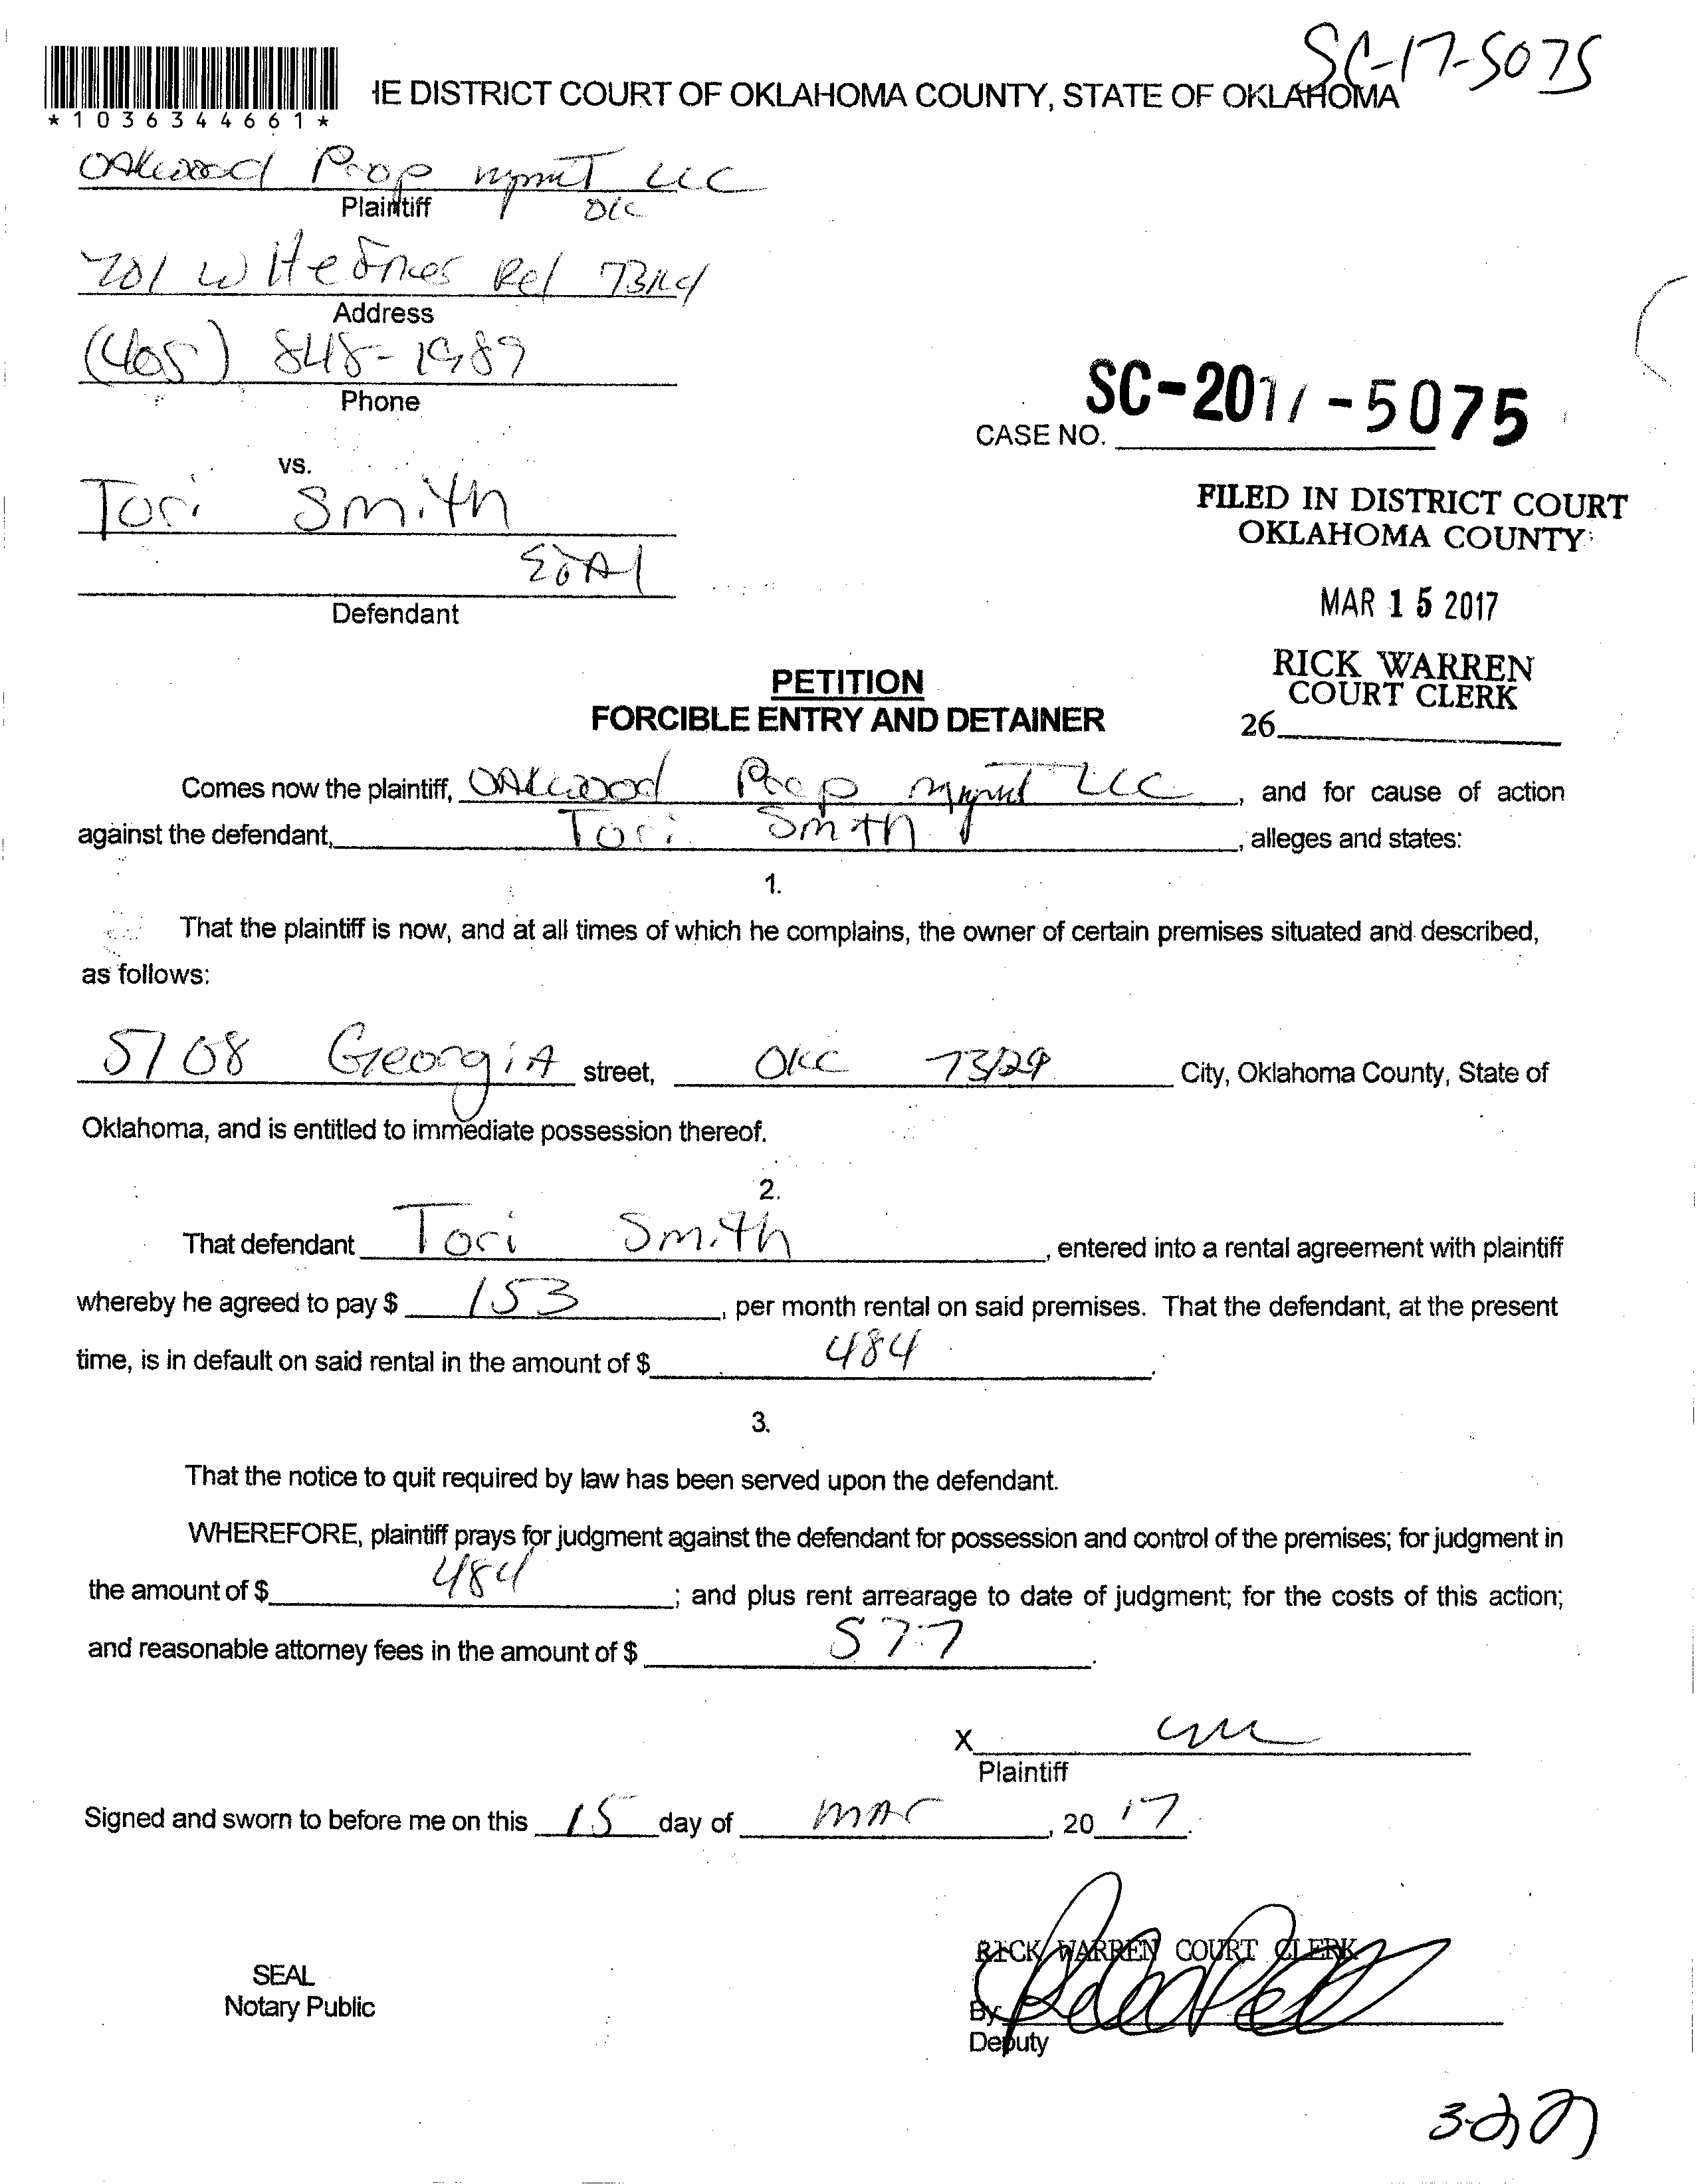 SC-17-5075
*1036344661*
HE DISTRICT COURT OF OKLAHOMA COUNTY, STATE OF OKLAHOMA
OAkwood Prop mgmT LLC
Plaintiff OKC
701 W HeFner Rd 73114
Address
(405) 848-1989
Phone
SC-2017-5075
CASE NO.
vs.
Tori Smith
FILED IN DISTRICT COURT
OKLAHOMA COUNTY
ETAl
Defendant
MAR 15 2017
RICK WARREN
COURT CLERK
26
PETITION
FORCIBLE ENTRY AND DETAINER
Comes now the plaintiff, OAkwood Prop mgmt LLC, and for cause of action
against the defendant, Tori Smith, alleges and states:
1.
That the plaintiff is now, and at all times of which he complains, the owner of certain premises situated and described,
as follows:
5708 GeorgiA street, OKC 73129 City, Oklahoma County, State of
Oklahoma, and is entitled to immediate possession thereof.
2.
That defendant Tori Smith, entered into a rental agreement with plaintiff
whereby he agreed to pay $ 153, per month rental on said premises. That the defendant, at the present
time, is in default on said rental in the amount of $ 484.
3.
That the notice to quit required by law has been served upon the defendant.
WHEREFORE, plaintiff prays for judgment against the defendant for possession and control of the premises; for judgment in
the amount of $ 484; and plus rent arrearage to date of judgment; for the costs of this action;
and reasonable attorney fees in the amount of $ 577.
X
Plaintiff
Signed and sworn to before me on this 15 day of mAr, 20 17.
RICK WARREN COURT CLERK
SEAL
Notary Public
By
Deputy